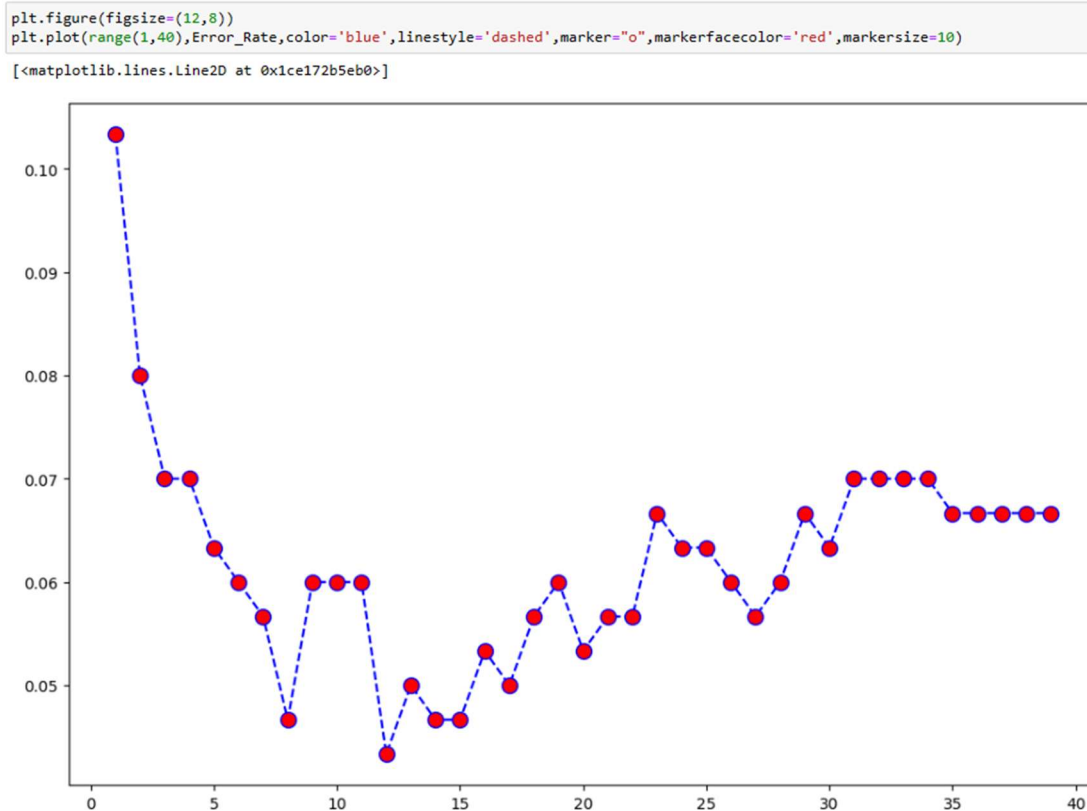 plt.figure(figsize=(12,8))
plt.plot(range(1,40),Error_Rate,color='blue',linestyle='dashed',marker="o",markerfacecolor='red',markersize=10)
[<matplotlib.lines.Line2D at 0x1ce172b5eb0>]
0.10
0.09
0.08
0.07
0.06
0.05
0 5 10 15 20 25 30 35 40